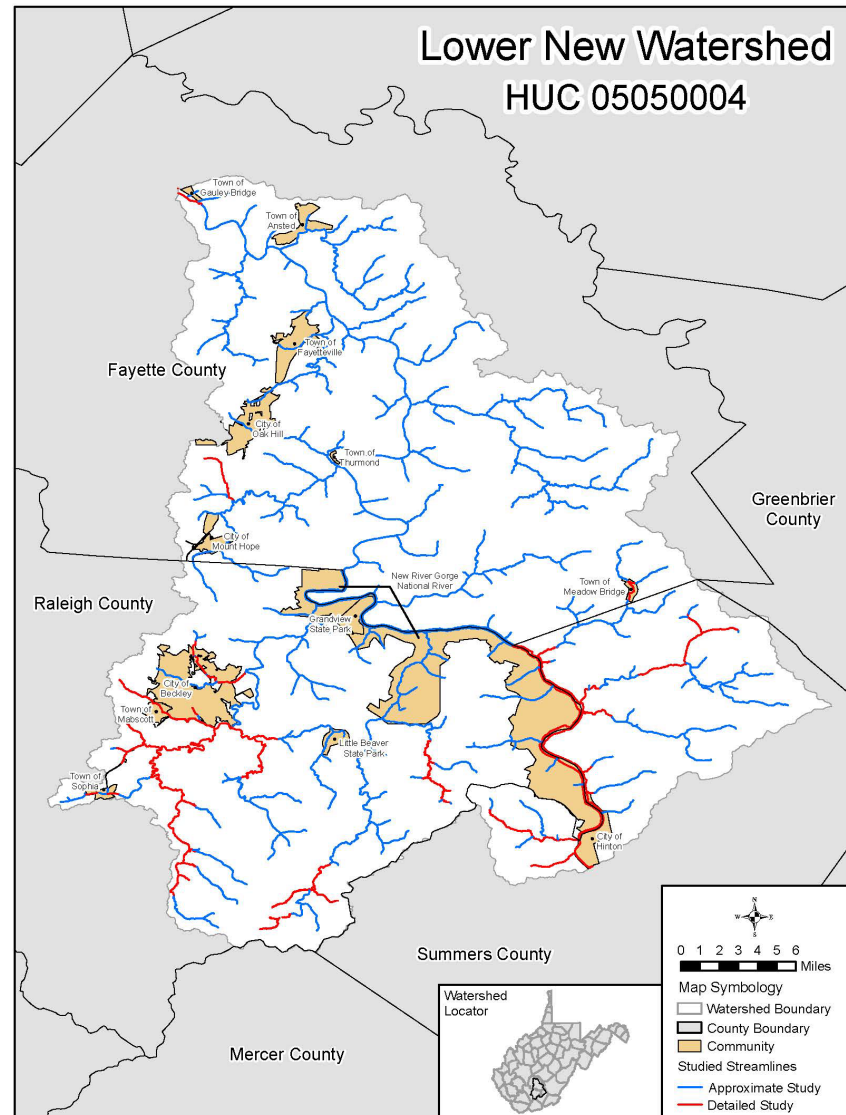 Lower New Watershed
HUC 05050004
Town of
Gauley Bridge
Town of
Ansted
Town of
Fayetteville
Fayette County
City of
Oak Hill
Town of
Thurmond
Greenbrier
County
City of
Mount Hope
New River Gorge
National River
Town of
Meadow Bridge
Raleigh County
Grandview
State Park
City of
Beckley
Town of
Mabscott
Little Beaver
State Park
Town of
Sophia
City of
Hinton
Summers County
Mercer County
Watershed
Locator
N
W
E
S
0 1 2 3 4 5 6
Miles
Map Symbology
Watershed Boundary
County Boundary
Community
Studied Streamlines
Approximate Study
Detailed Study